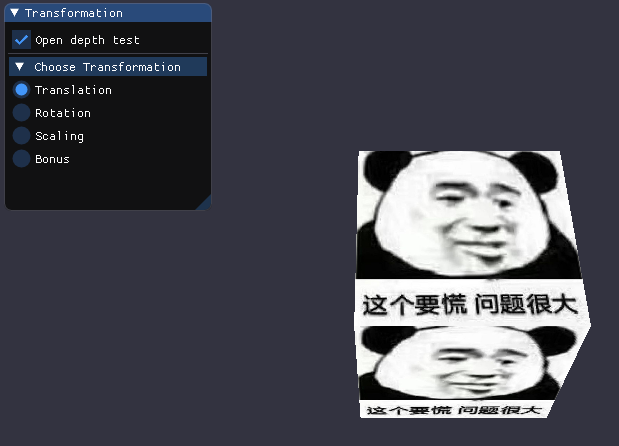 Transformation
Open depth test
Choose Transformation
Translation
Rotation
Scaling
Bonus
这个要慌 问题很大
这个要慌 问题很大